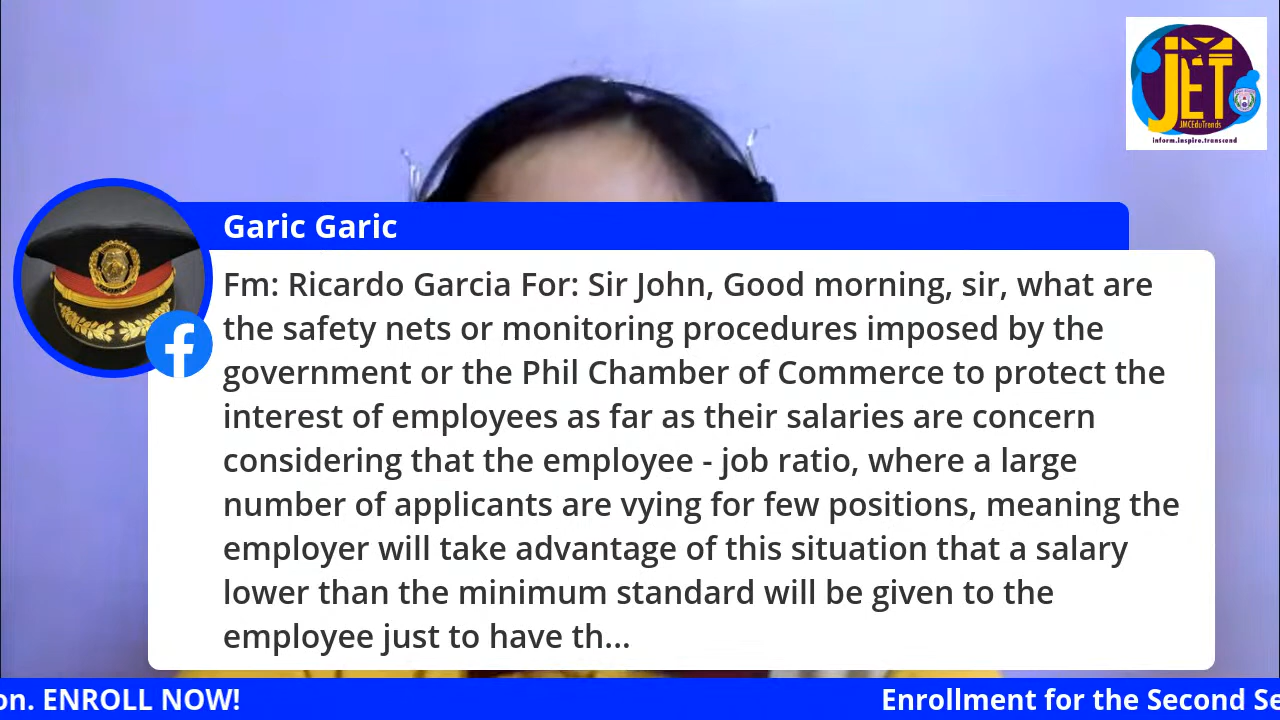 JET
JMCEduTrends
inform.inspire.transcend
Garic Garic
Fm: Ricardo Garcia For: Sir John, Good morning, sir, what are
the safety nets or monitoring procedures imposed by the
government or the Phil Chamber of Commerce to protect the
interest of employees as far as their salaries are concern
considering that the employee - job ratio, where a large
number of applicants are vying for few positions, meaning the
employer will take advantage of this situation that a salary
lower than the minimum standard will be given to the
employee just to have th...
on. ENROLL NOW! Enrollment for the Second Se